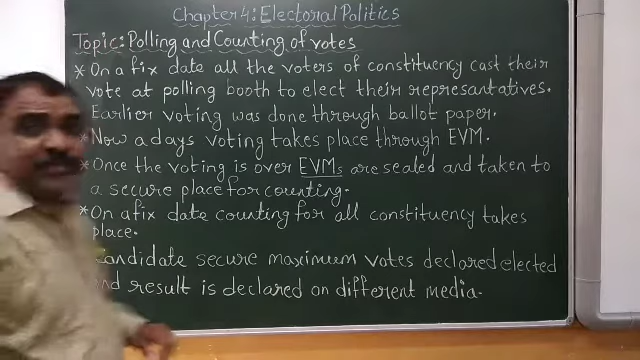 Chapter 4: Electoral Politics
Topic: Polling and Counting of votes
* On a fix date all the voters of constituency cast their
vote at polling booth to elect their represantatives.
Earlier voting was done through ballot paper.
* Now a days voting takes place through EVM.
* Once the voting is over EVMs are sealed and taken to
a secure place for counting.
* On a fix date counting for all constituency takes
place.
candidate secure maximum votes declared elected
and result is declared on different media.